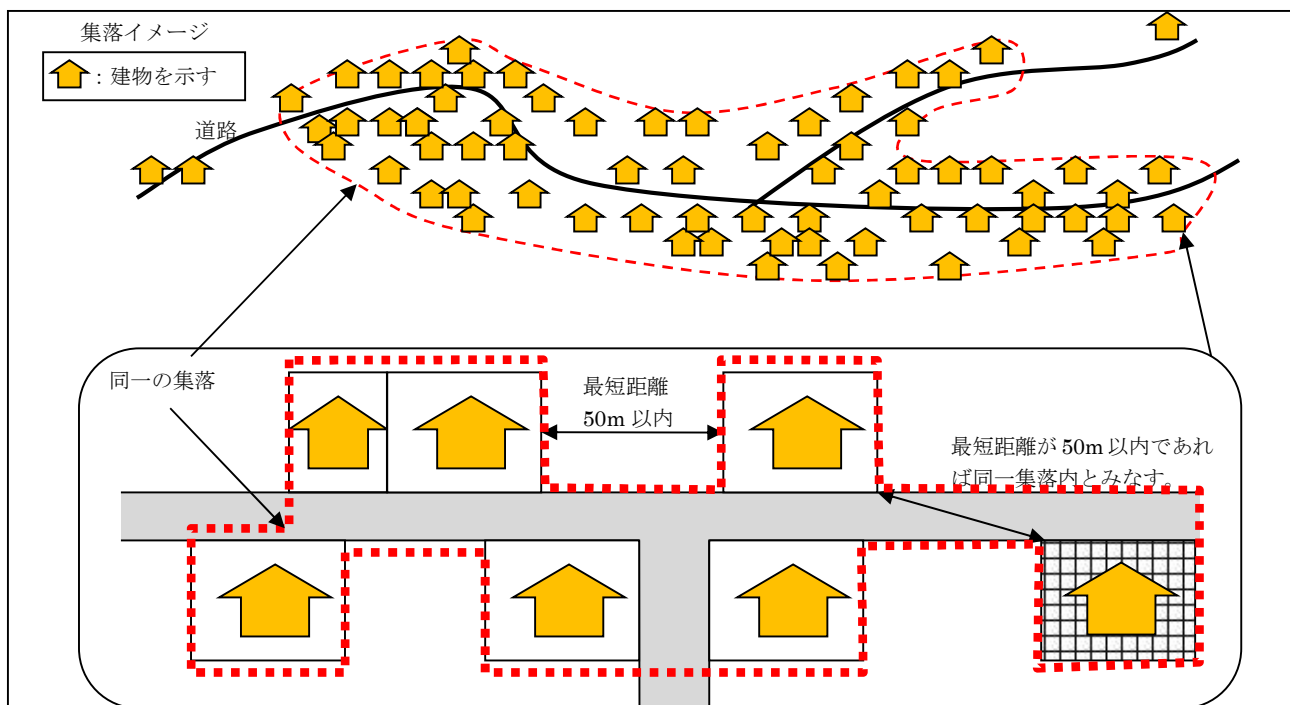 集落イメージ
：建物を示す
道路
同一の集落
最短距離
50m 以内
最短距離が 50m 以内であれ
ば同一集落内とみなす。